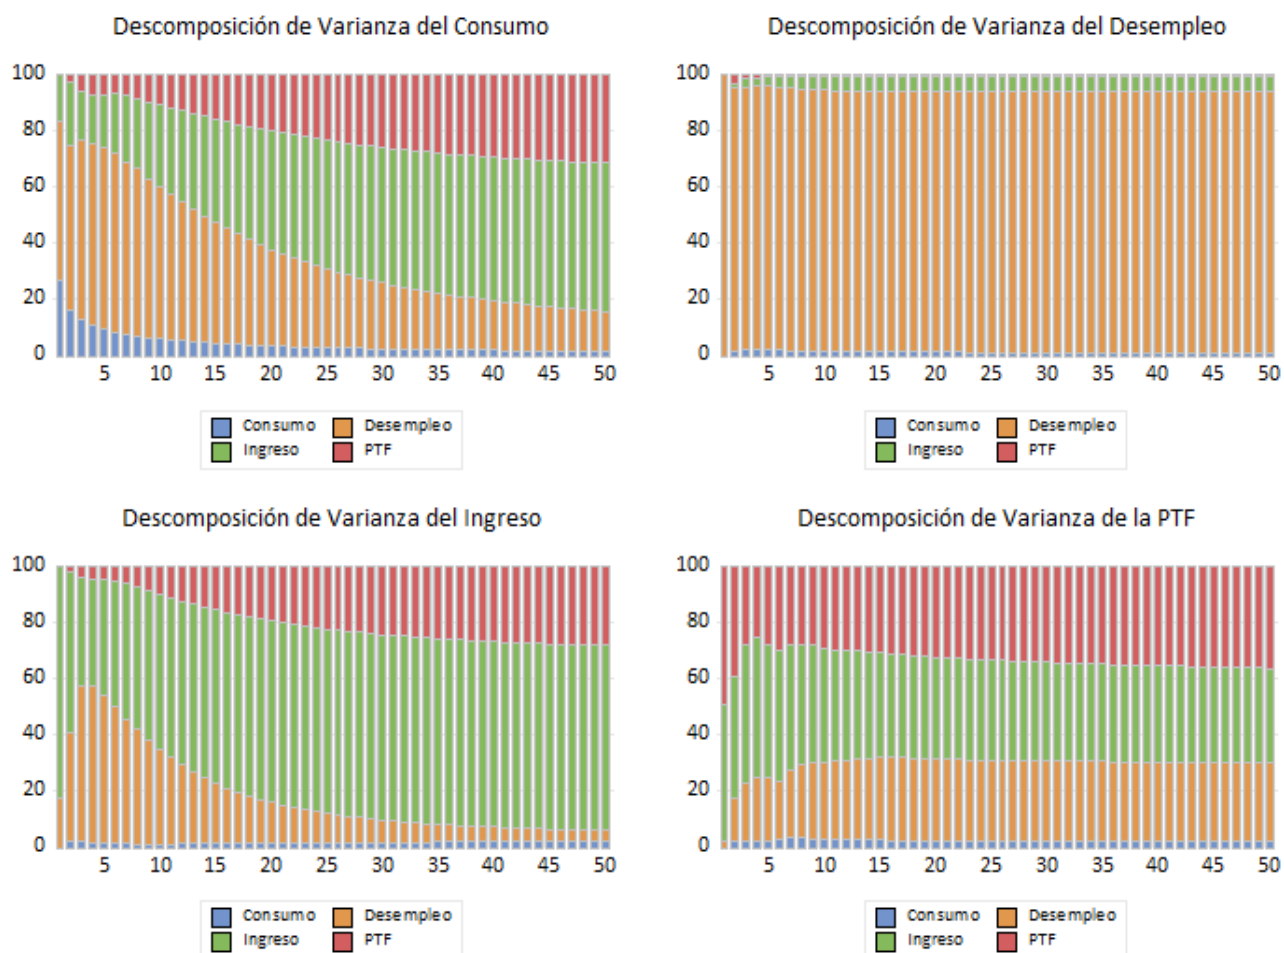 Descomposición de Varianza del Consumo
100
80
60
40
20
0
5 10 15 20 25 30 35 40 45 50
Consumo Desempleo
Ingreso PTF
Descomposición de Varianza del Desempleo
100
80
60
40
20
0
5 10 15 20 25 30 35 40 45 50
Consumo Desempleo
Ingreso PTF
Descomposición de Varianza del Ingreso
100
80
60
40
20
0
5 10 15 20 25 30 35 40 45 50
Consumo Desempleo
Ingreso PTF
Descomposición de Varianza de la PTF
100
80
60
40
20
0
5 10 15 20 25 30 35 40 45 50
Consumo Desempleo
Ingreso PTF